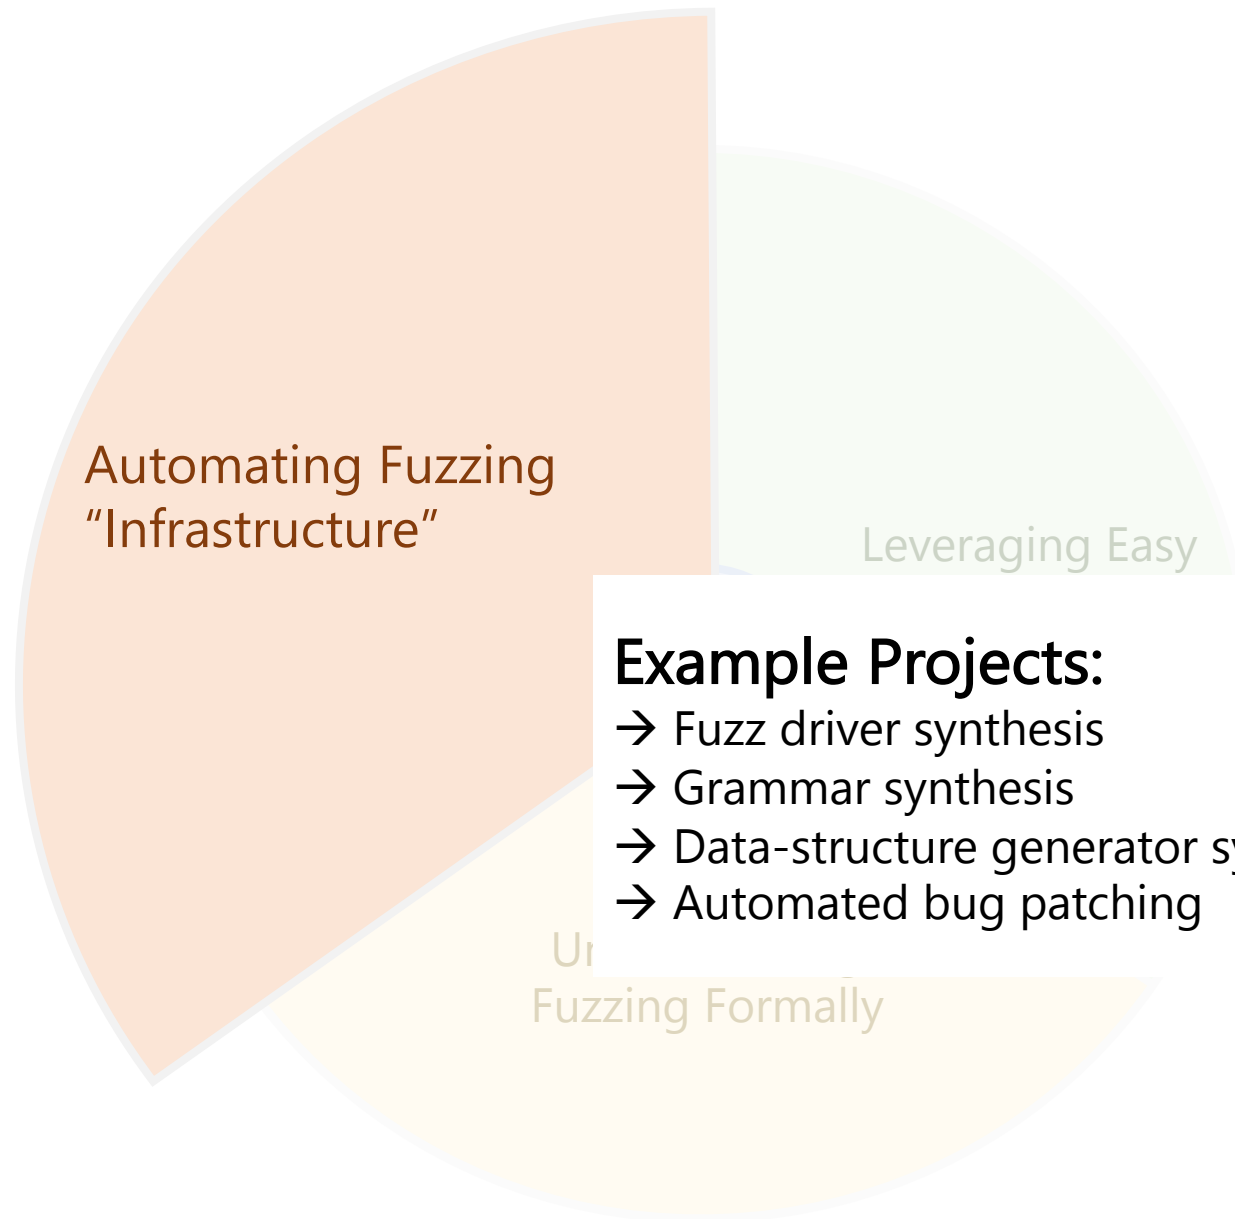 Automating Fuzzing
“Infrastructure”
Leveraging Easy
Example Projects:
→ Fuzz driver synthesis
→ Grammar synthesis
→ Data-structure generator
→ Automated bug patching
Fuzzing Formally